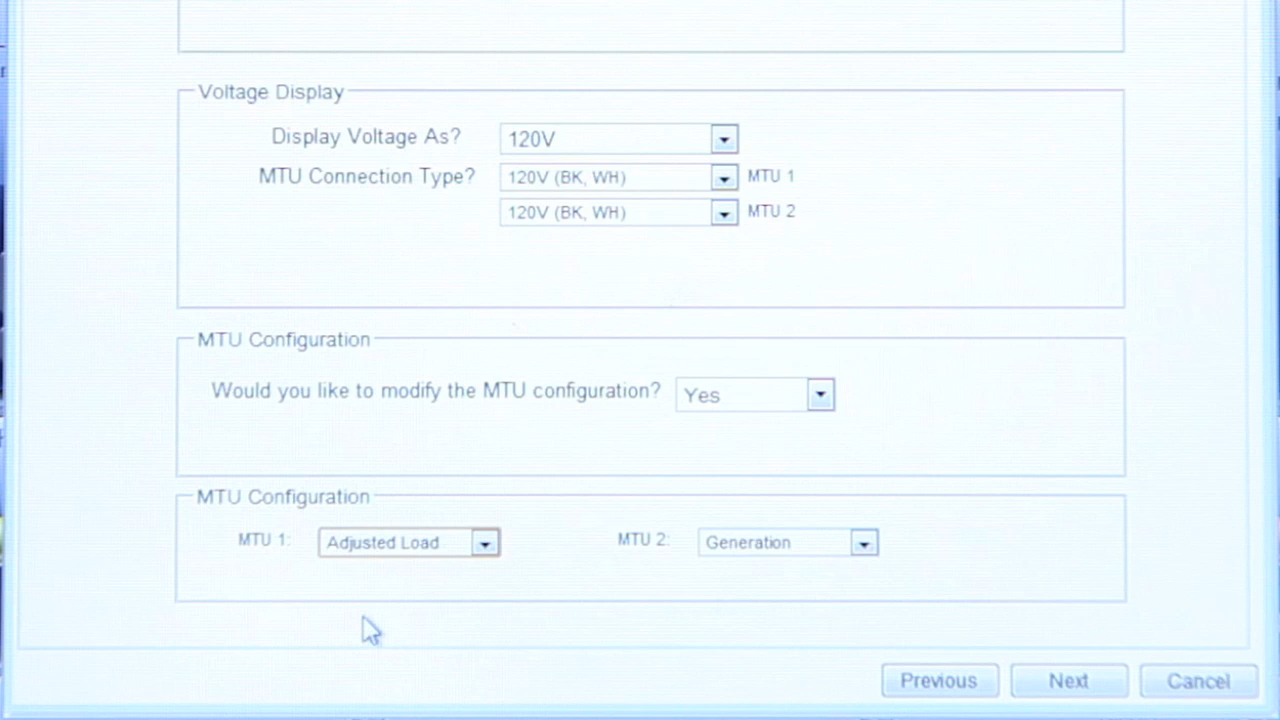 Voltage Display
Display Voltage As? 120V
MTU Connection Type? 120V (BK, WH) MTU 1
120V (BK, WH) MTU 2
MTU Configuration
Would you like to modify the MTU configuration? Yes
MTU Configuration
MTU 1: Adjusted Load MTU 2: Generation
Previous Next Cancel